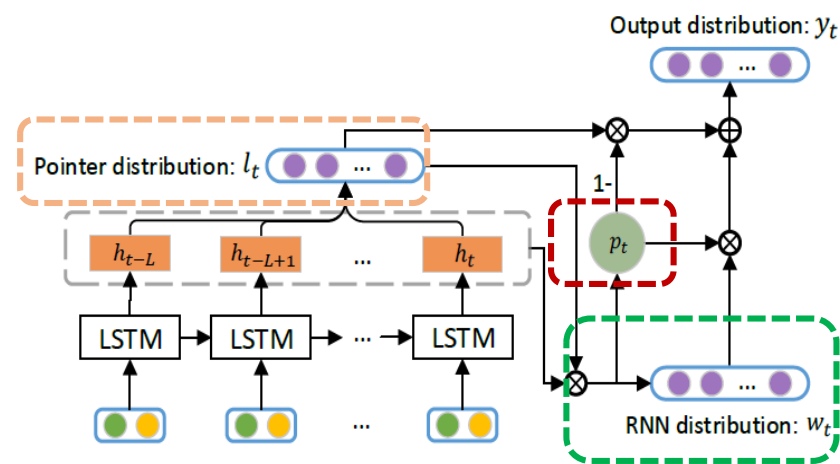 Output distribution: y_t
...
Pointer distribution: l_t
...
1-
h_{t-L}
h_{t-L+1}
...
h_t
p_t
LSTM
LSTM
...
LSTM
...
RNN distribution: w_t
...